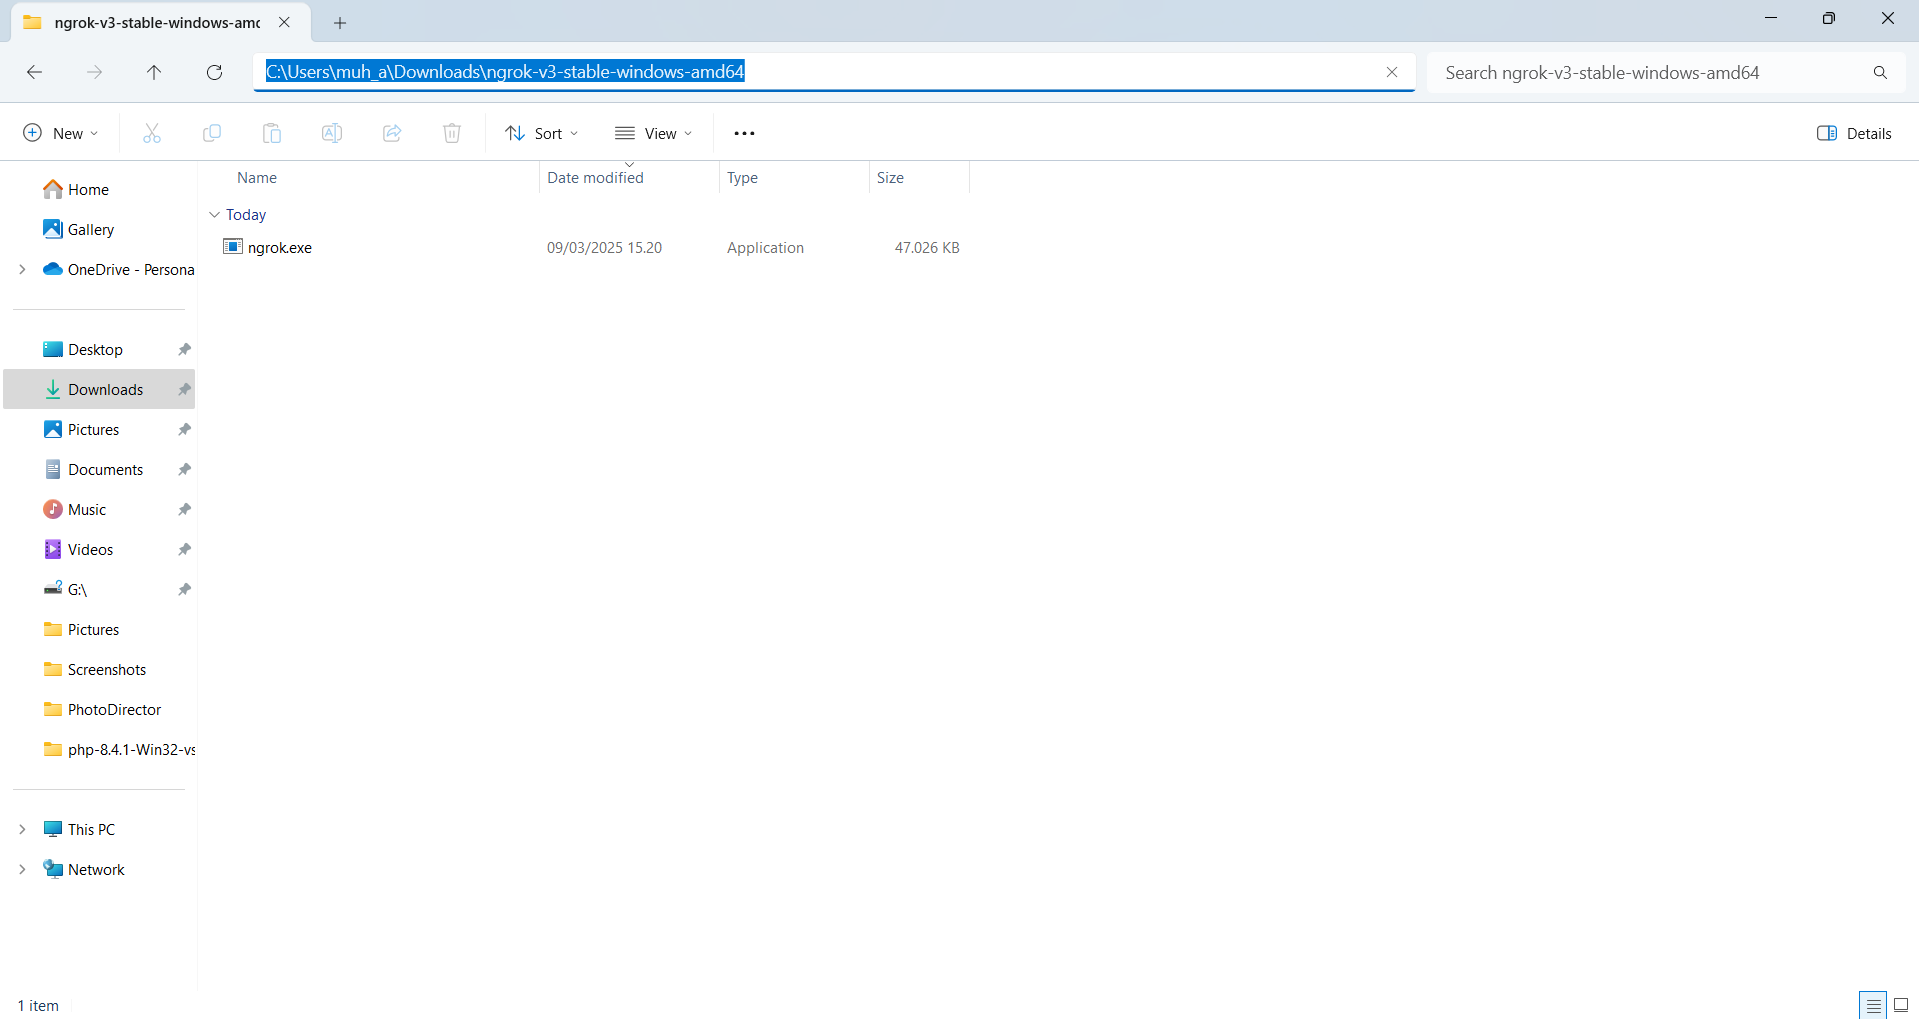 ngrok-v3-stable-windows-amd
C:\Users\muh_a\Downloads\ngrok-v3-stable-windows-amd64
Search ngrok-v3-stable-windows-amd64
New
Sort
View
Details
Name
Date modified
Type
Size
Today
ngrok.exe
09/03/2025 15.20
Application
47.026 KB
Home
Gallery
OneDrive - Persona
Desktop
Downloads
Pictures
Documents
Music
Videos
G:\
Pictures
Screenshots
PhotoDirector
php-8.4.1-Win32-vs
This PC
Network
1 item